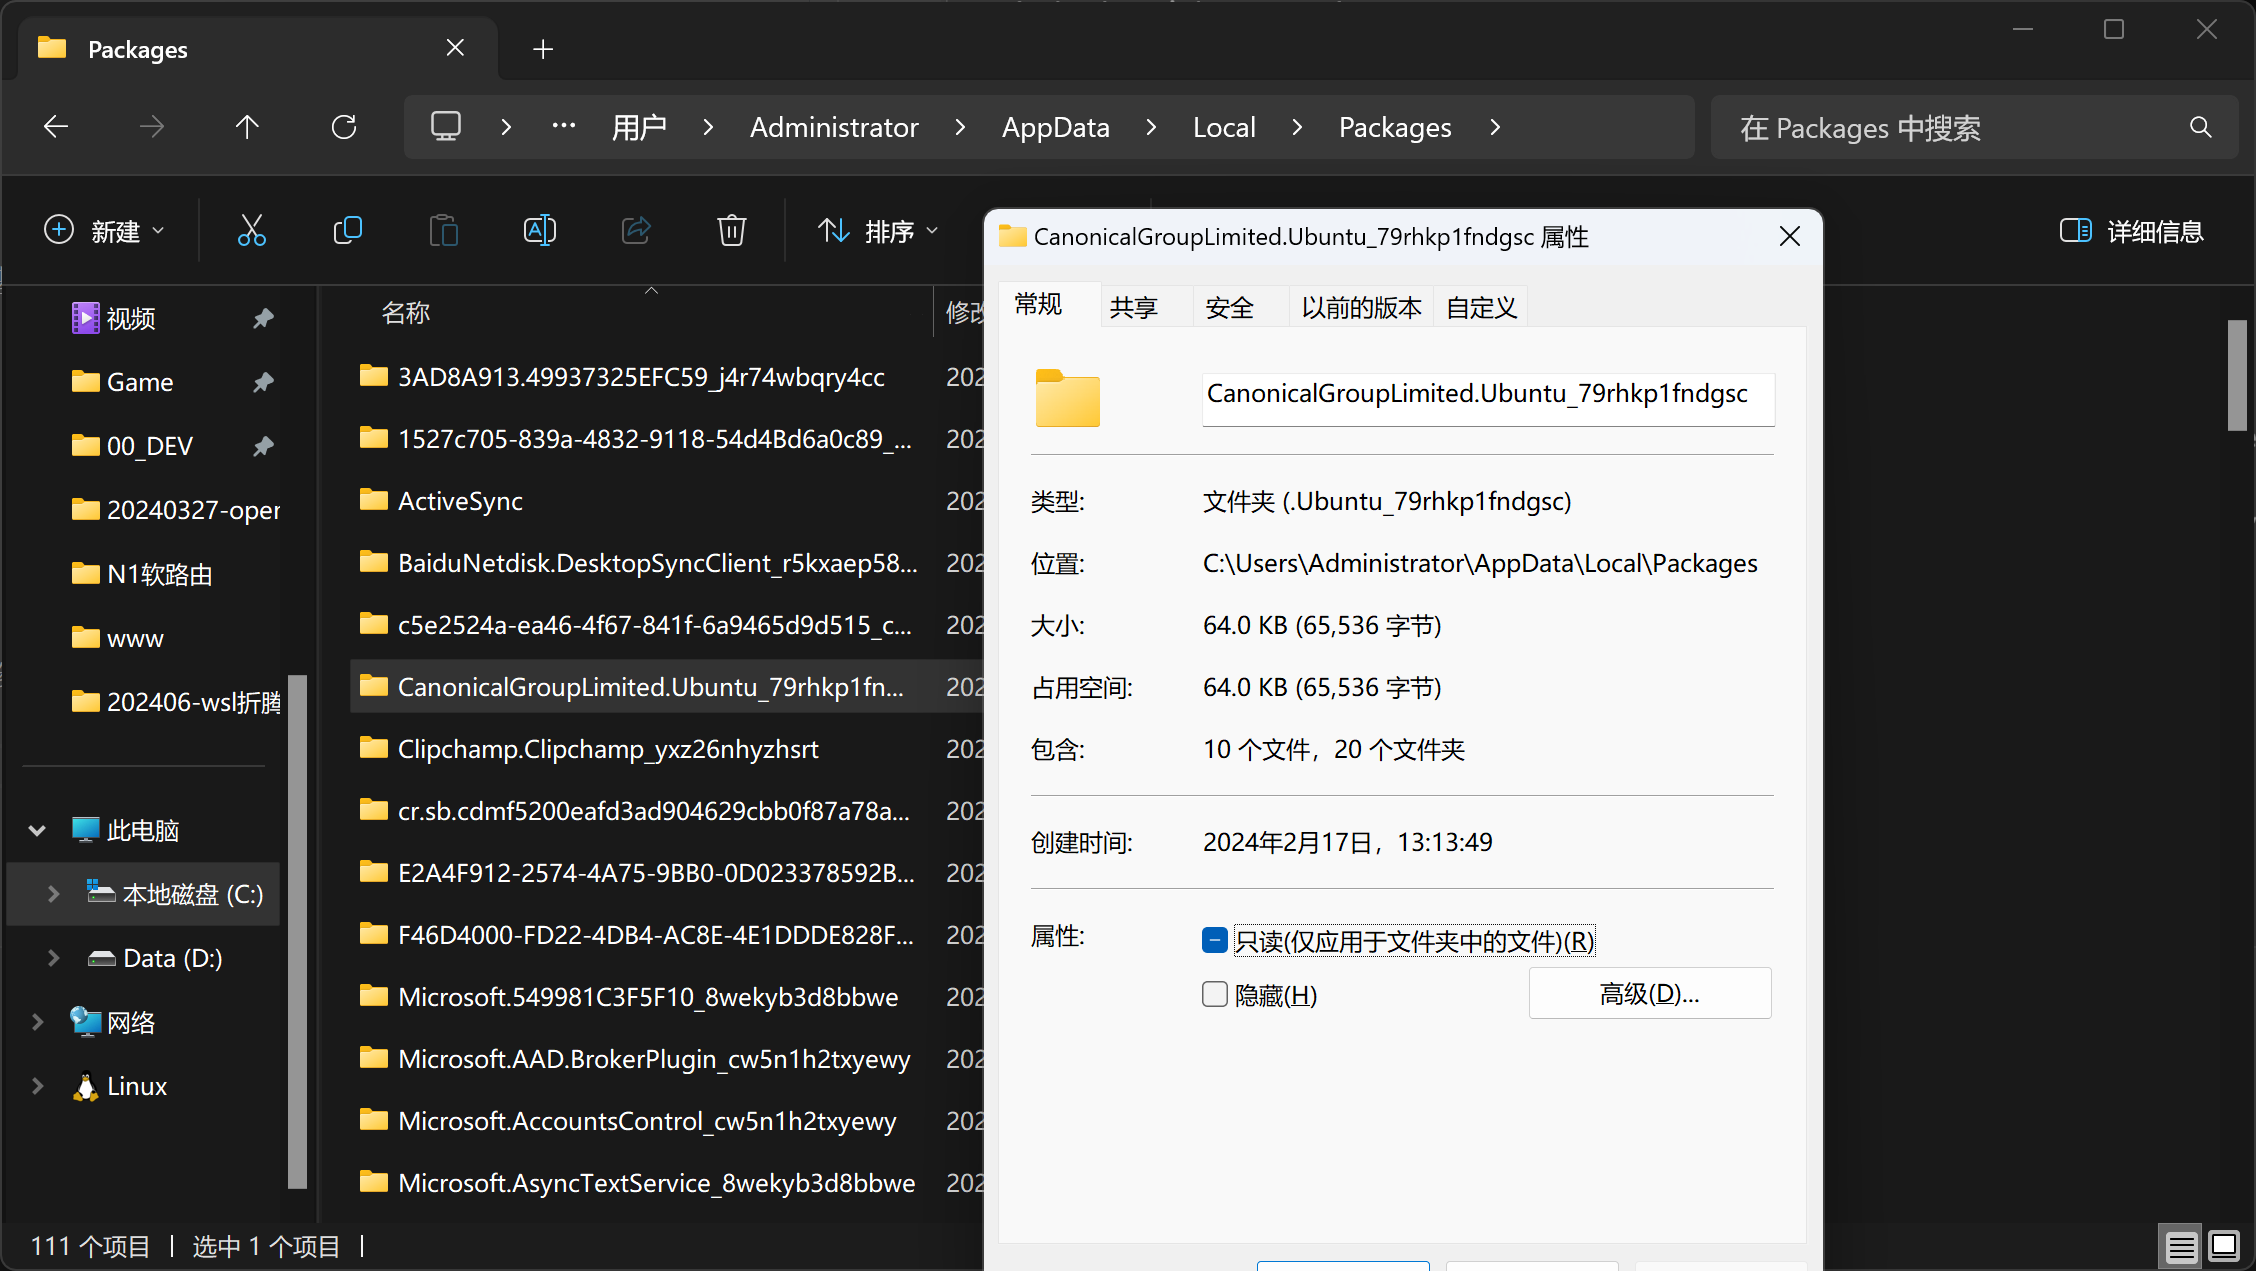 Packages
用户
Administrator
AppData
Local
Packages
在 Packages 中搜索
新建
排序
详细信息
视频
Game
00_DEV
20240327-oper
N1软路由
www
202406-wsl折腾
此电脑
本地磁盘 (C:)
Data (D:)
网络
Linux
名称
修改
3AD8A913.49937325EFC59_j4r74wbqry4cc
202
1527c705-839a-4832-9118-54d4Bd6a0c89_...
202
ActiveSync
202
BaiduNetdisk.DesktopSyncClient_r5kxaep58...
202
c5e2524a-ea46-4f67-841f-6a9465d9d515_c...
202
CanonicalGroupLimited.Ubuntu_79rhkp1fn...
202
Clipchamp.Clipchamp_yxz26nhyzhsrt
202
cr.sb.cdmf5200eafd3ad904629cbb0f87a78a...
202
E2A4F912-2574-4A75-9BB0-0D023378592B...
202
F46D4000-FD22-4DB4-AC8E-4E1DDDE828F...
202
Microsoft.549981C3F5F10_8wekyb3d8bbwe
202
Microsoft.AAD.BrokerPlugin_cw5n1h2txyewy
202
Microsoft.AccountsControl_cw5n1h2txyewy
202
Microsoft.AsyncTextService_8wekyb3d8bbwe
202
CanonicalGroupLimited.Ubuntu_79rhkp1fndgsc 属性
常规
共享
安全
以前的版本
自定义
CanonicalGroupLimited.Ubuntu_79rhkp1fndgsc
类型:
文件夹 (.Ubuntu_79rhkp1fndgsc)
位置:
C:\Users\Administrator\AppData\Local\Packages
大小:
64.0 KB (65,536 字节)
占用空间:
64.0 KB (65,536 字节)
包含:
10 个文件，20 个文件夹
创建时间:
2024年2月17日，13:13:49
属性:
只读(仅应用于文件夹中的文件)(R)
隐藏(H)
高级(D)...
111 个项目
选中 1 个项目